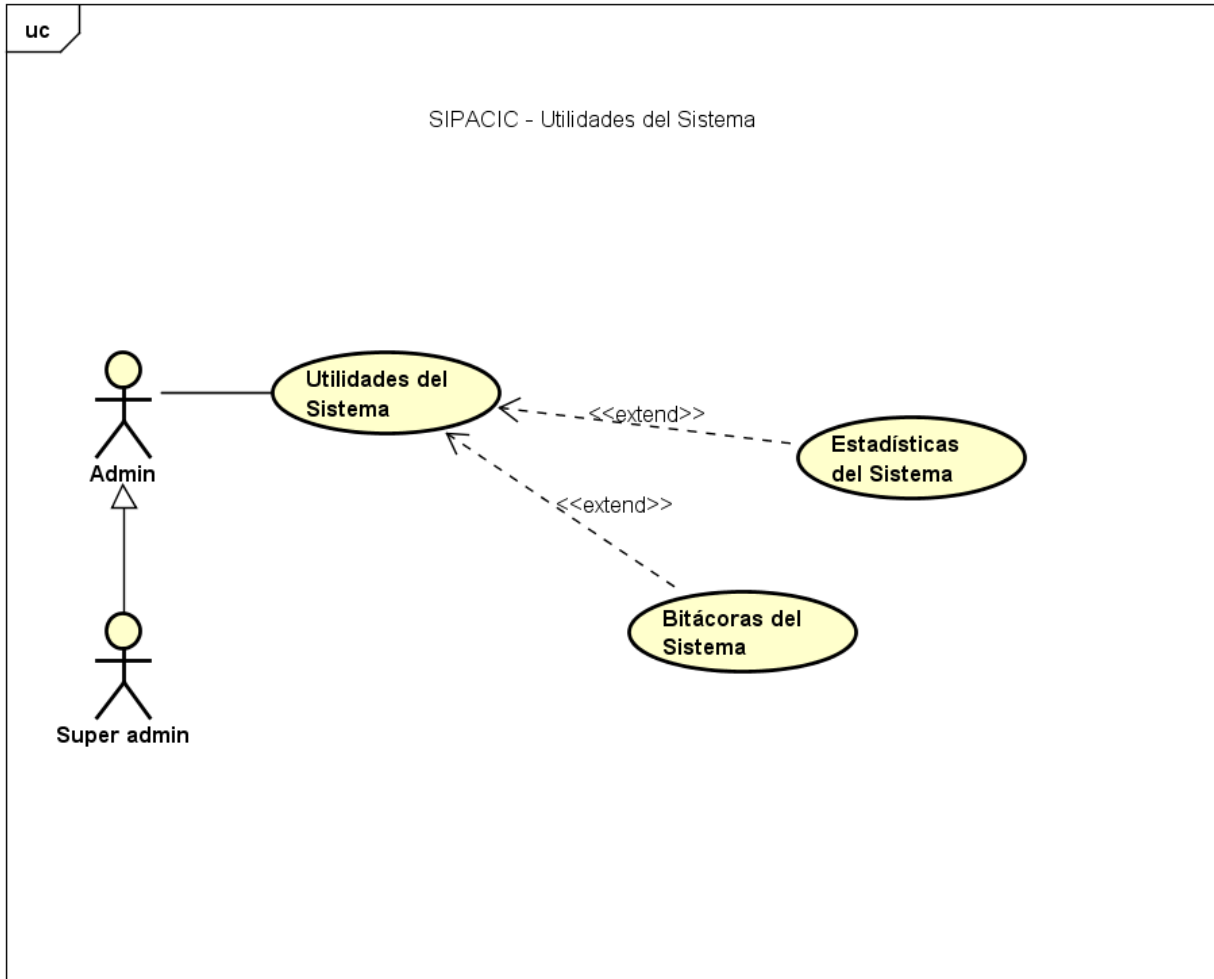 uc
SIPACIC - Utilidades del Sistema
Utilidades del
Sistema
<<extend>>
Estadísticas
del Sistema
Admin
<<extend>>
Bitácoras del
Sistema
Super admin